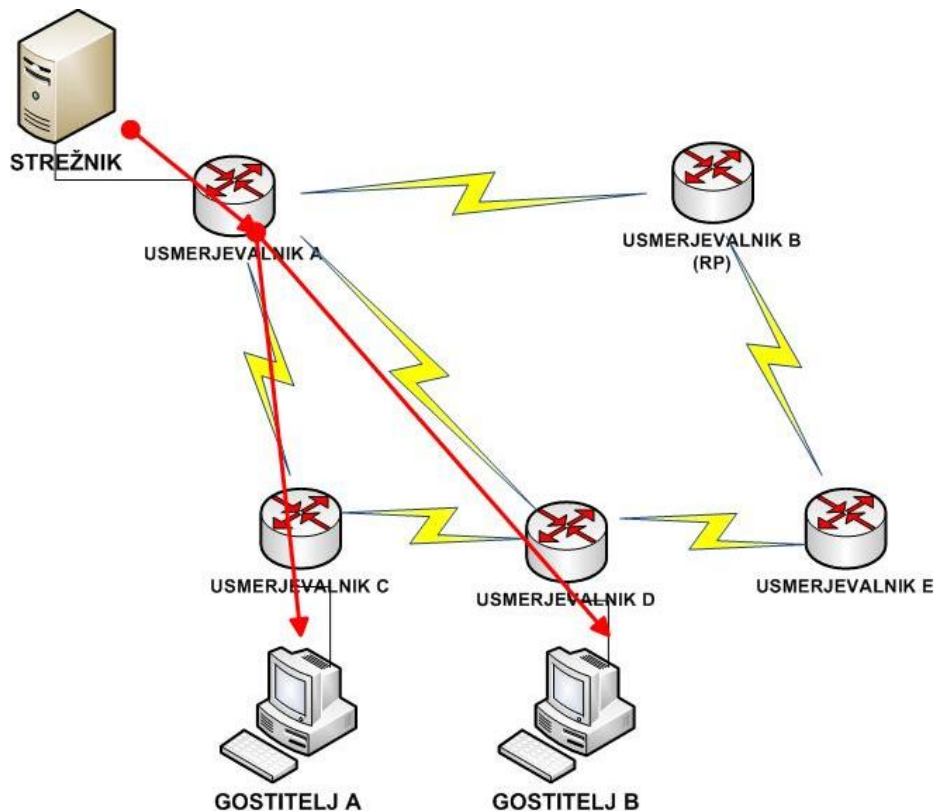 STREŽNIK
USMERJEVALNIK A
USMERJEVALNIK B
(RP)
USMERJEVALNIK C
USMERJEVALNIK D
USMERJEVALNIK E
GOSTITELJ A
GOSTITELJ B